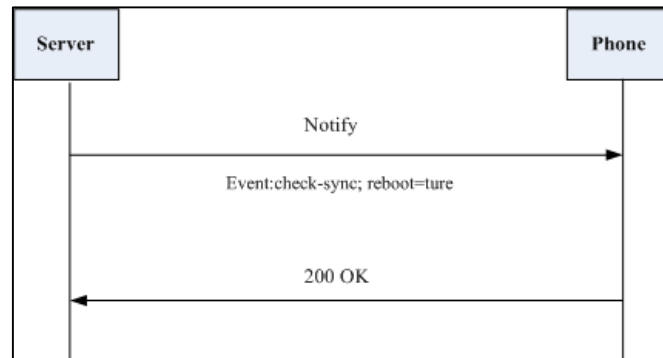 Server
Phone
Notify
Event:check-sync; reboot=ture
200 OK